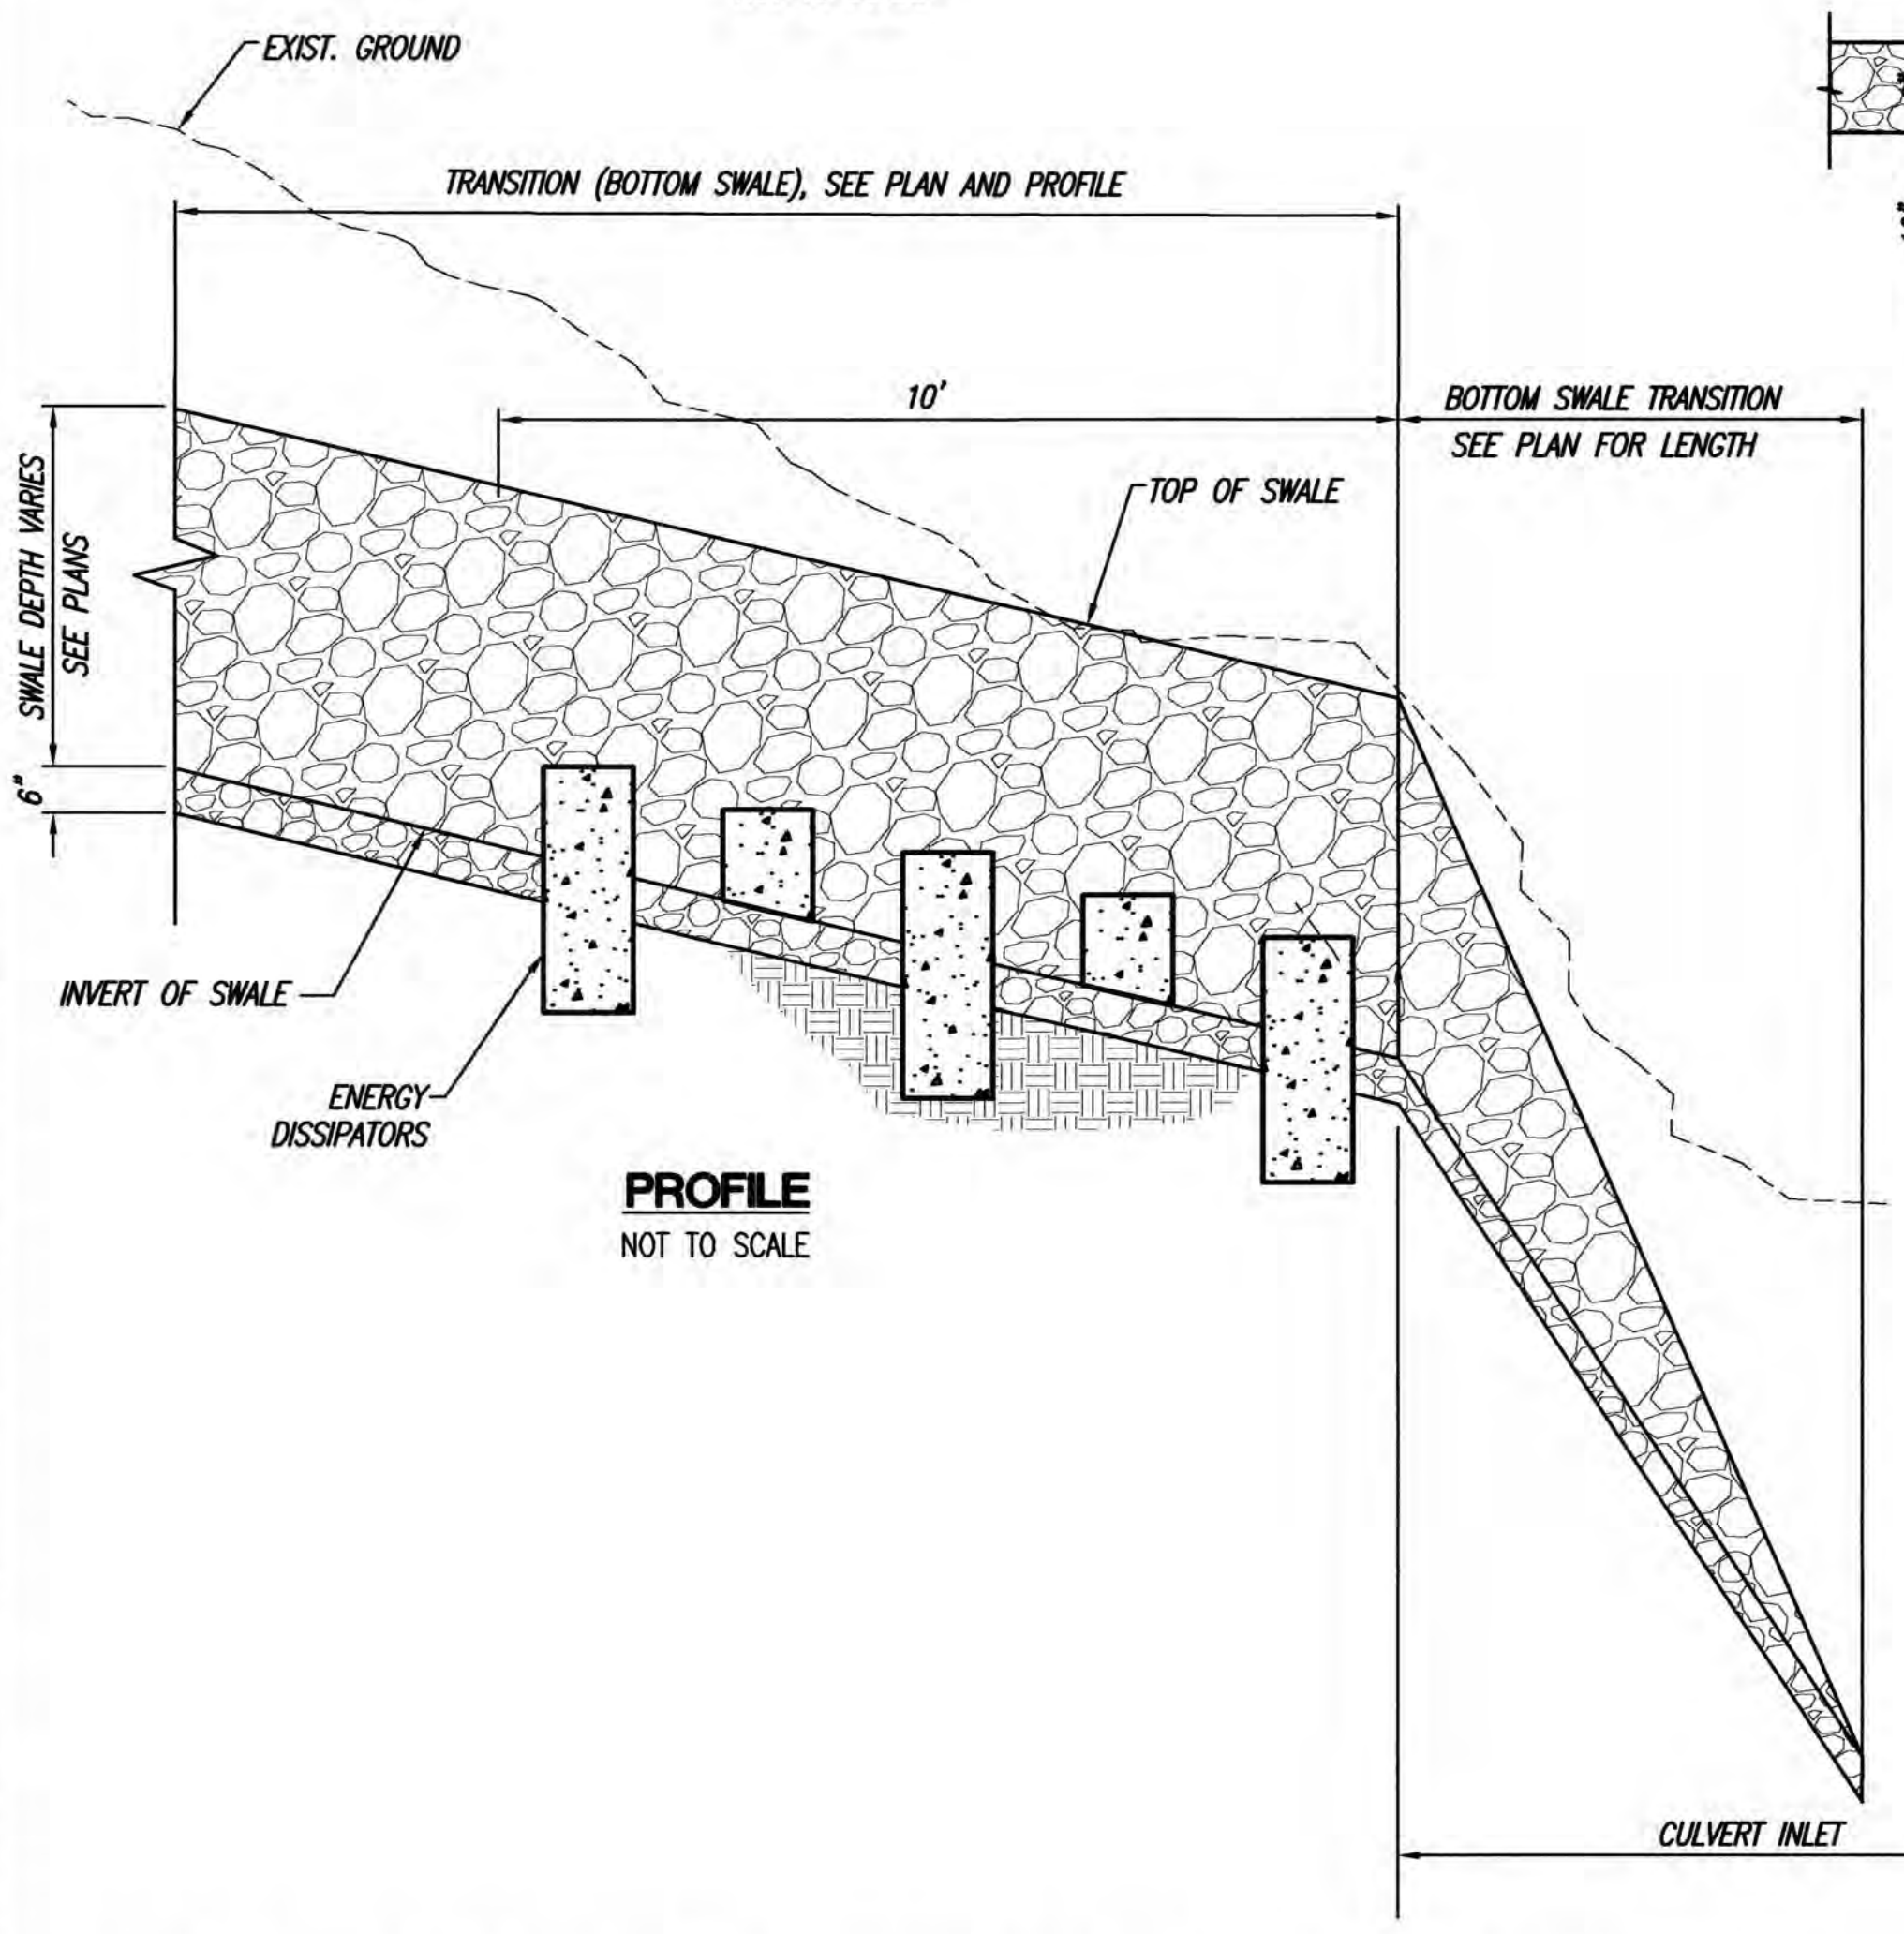 EXIST. GROUND
TRANSITION (BOTTOM SWALE), SEE PLAN AND PROFILE
10'
BOTTOM SWALE TRANSITION
SEE PLAN FOR LENGTH
TOP OF SWALE
SWALE DEPTH VARIES
SEE PLANS
6"
INVERT OF SWALE
ENERGY
DISSIPATORS
PROFILE
NOT TO SCALE
CULVERT INLET